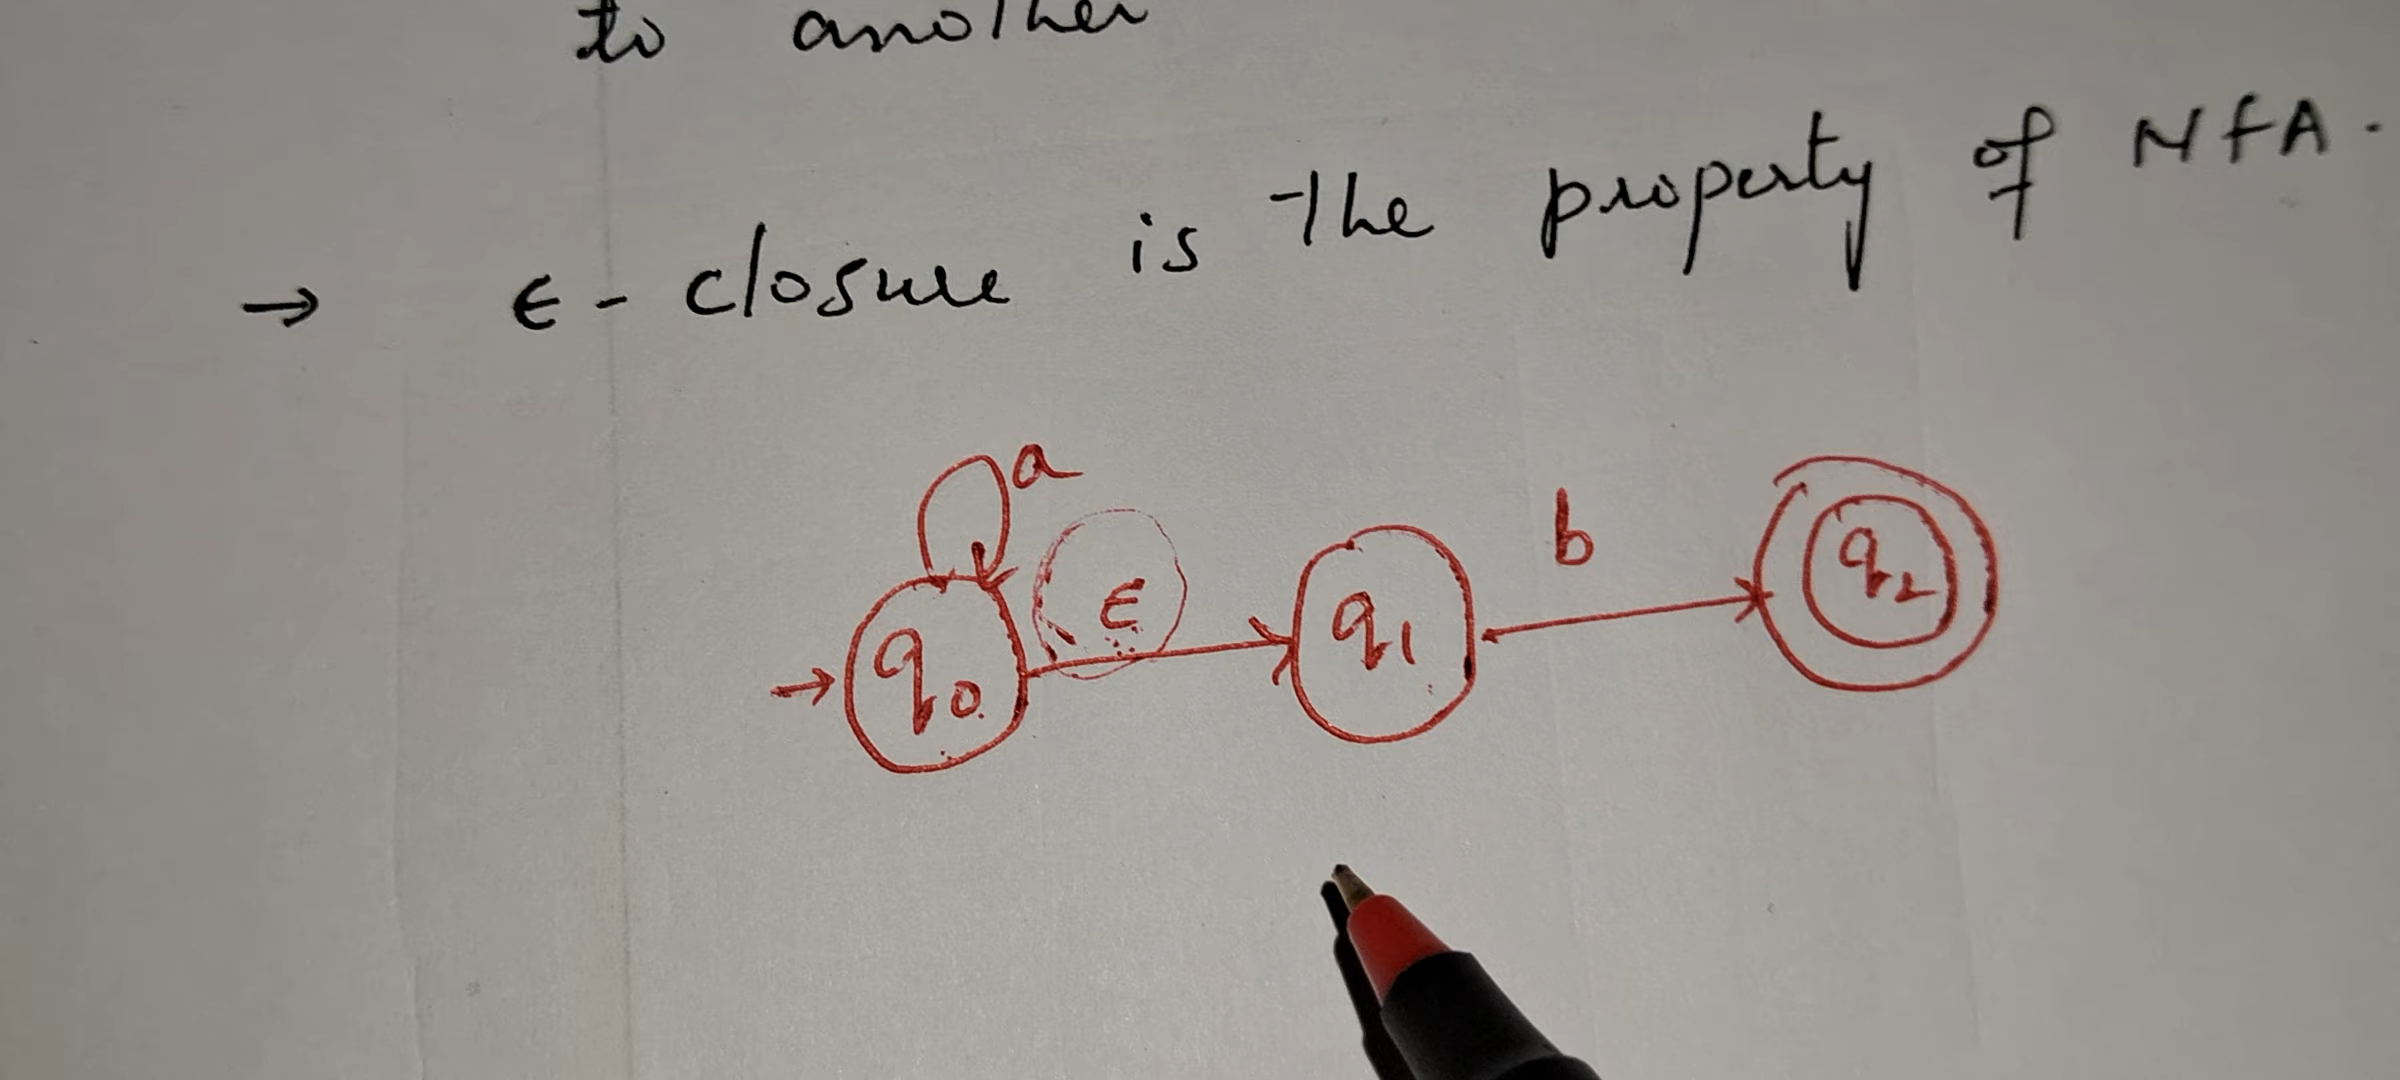 to another
→ ε - closure is the property of NFA.
a
ε
b
q0
q1
q2